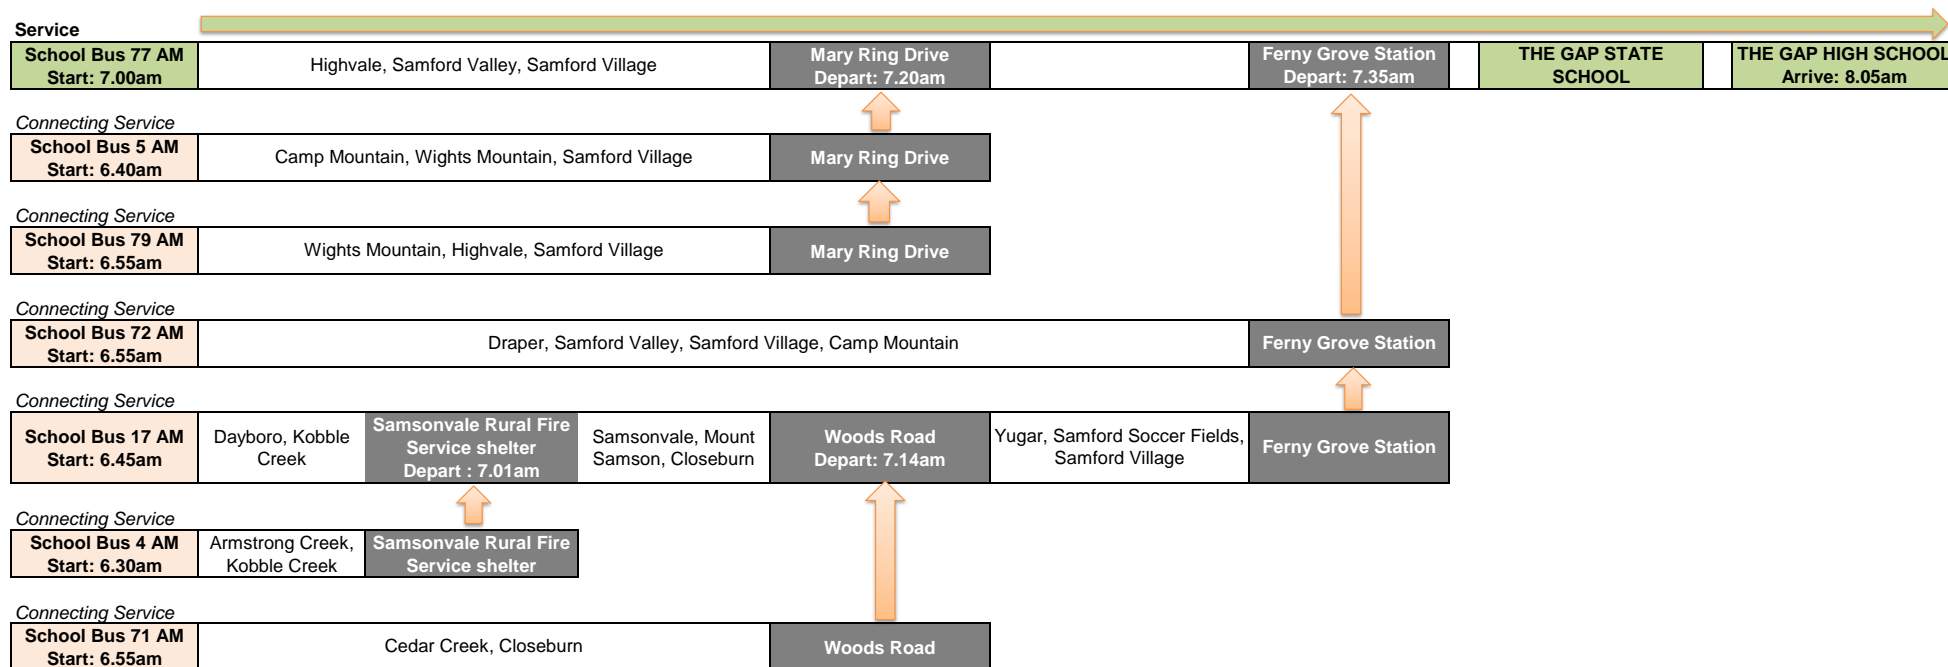 Service
School Bus 77 AM
Start: 7.00am
Highvale, Samford Valley, Samford Village
Mary Ring Drive
Depart: 7.20am
Ferny Grove Station
Depart: 7.35am
THE GAP STATE
SCHOOL
THE GAP HIGH SCHOOL
Arrive: 8.05am
Connecting Service
School Bus 5 AM
Start: 6.40am
Camp Mountain, Wights Mountain, Samford Village
Mary Ring Drive
Connecting Service
School Bus 79 AM
Start: 6.55am
Wights Mountain, Highvale, Samford Village
Mary Ring Drive
Connecting Service
School Bus 72 AM
Start: 6.55am
Draper, Samford Valley, Samford Village, Camp Mountain
Ferny Grove Station
Connecting Service
School Bus 17 AM
Start: 6.45am
Dayboro, Kobble
Creek
Samsonvale Rural Fire
Service shelter
Depart : 7.01am
Samsonvale, Mount
Samson, Closeburn
Woods Road
Depart: 7.14am
Yugar, Samford Soccer Fields,
Samford Village
Ferny Grove Station
Connecting Service
School Bus 4 AM
Start: 6.30am
Armstrong Creek,
Kobble Creek
Samsonvale Rural Fire
Service shelter
Connecting Service
School Bus 71 AM
Start: 6.55am
Cedar Creek, Closeburn
Woods Road